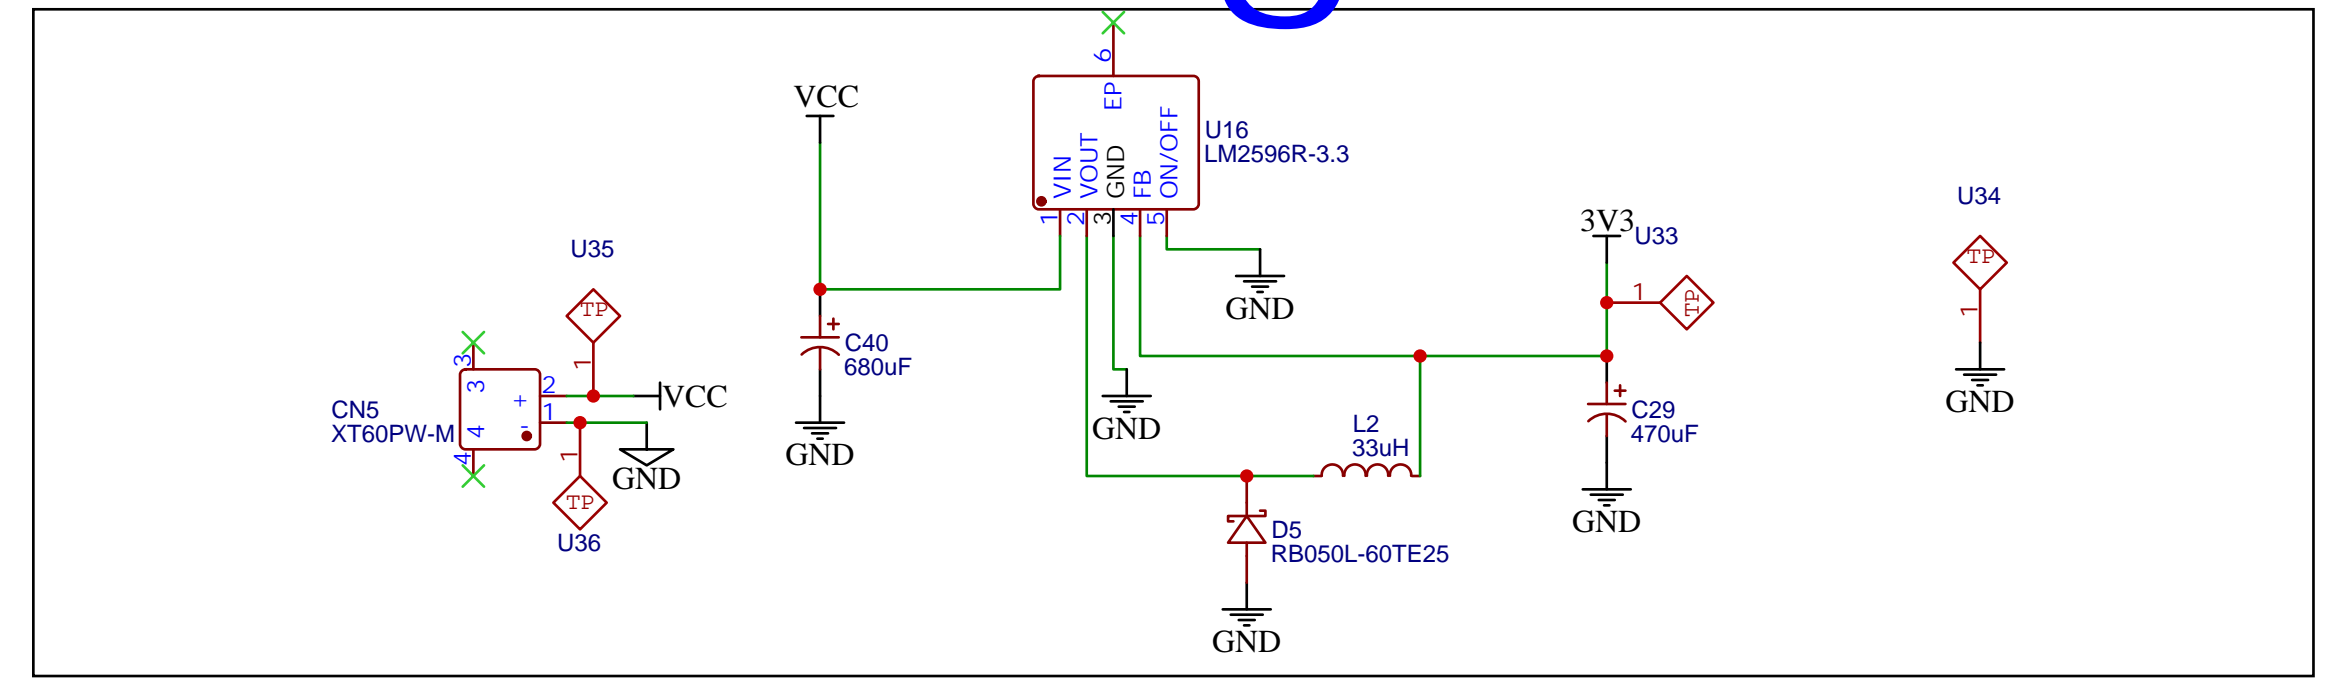 6
EP
VCC
VIN
VOUT
GND
FB
ON/OFF
1
2
3
4
5
U16
LM2596R-3.3
GND
C40
680uF
GND
GND
U35
TP
1
3
3
4
4
CN5
XT60PW-M
+
-
2
1
VCC
GND
1
TP
U36
L2
33uH
D5
RB050L-60TE25
GND
3V3
U33
1
TP
C29
470uF
GND
U34
TP
1
GND